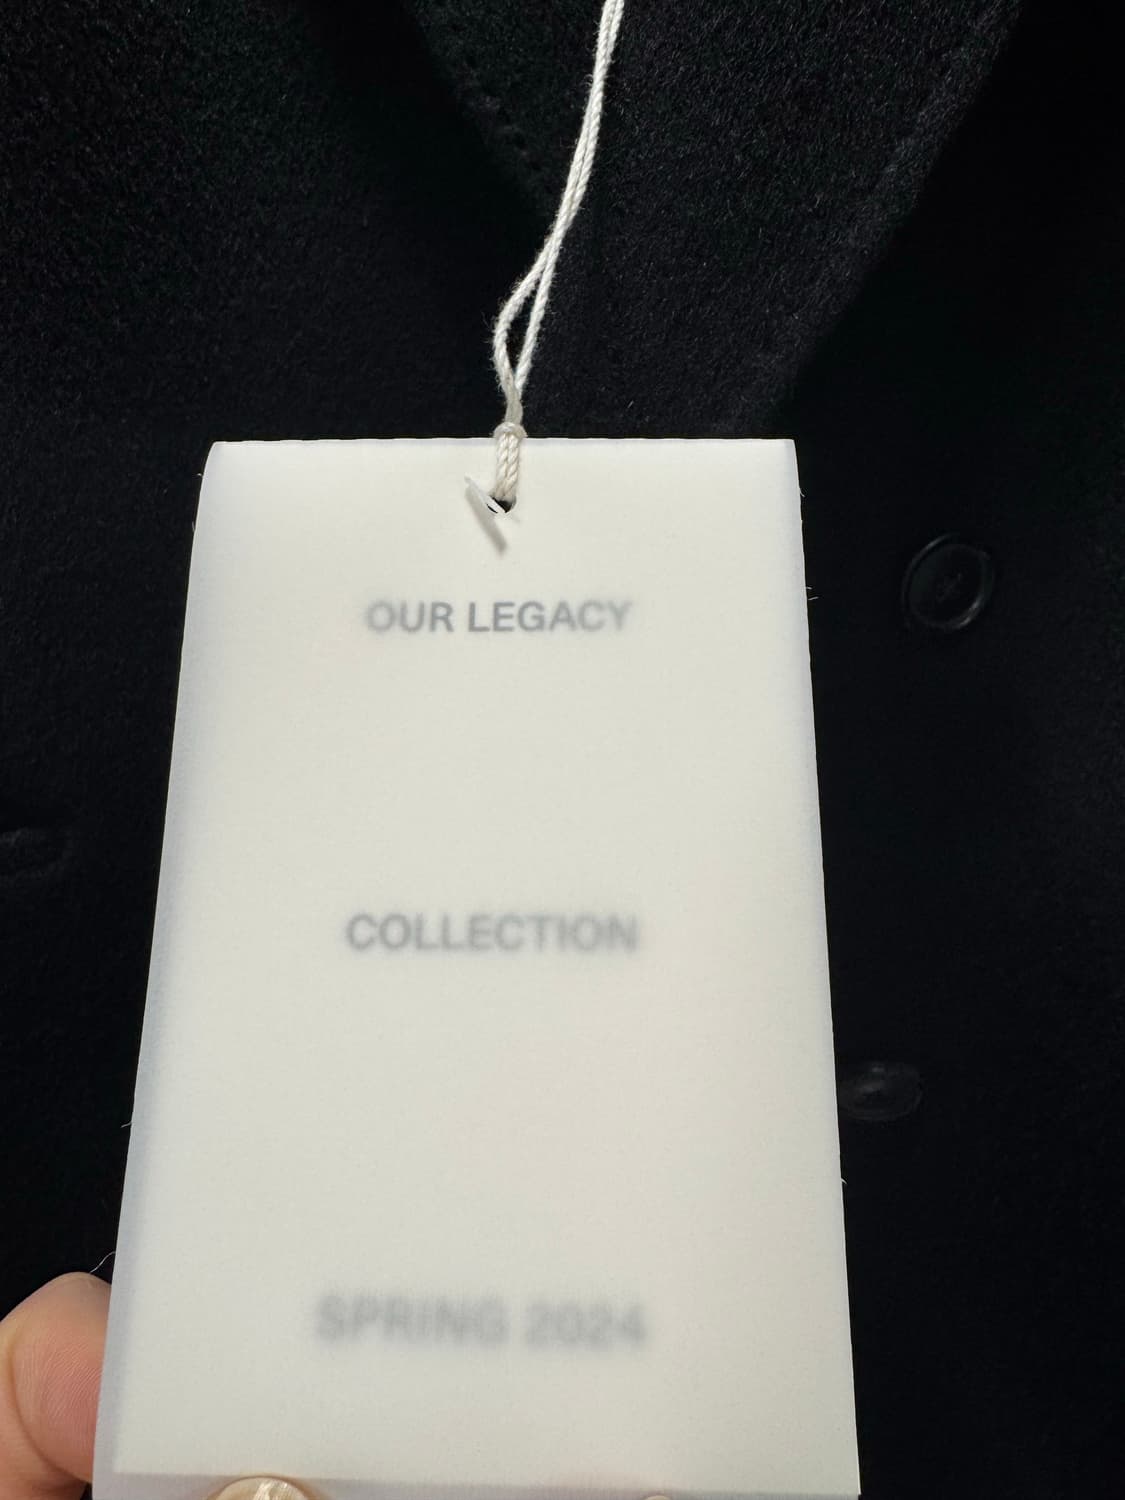 OUR LEGACY
COLLECTION
SPRING 2024